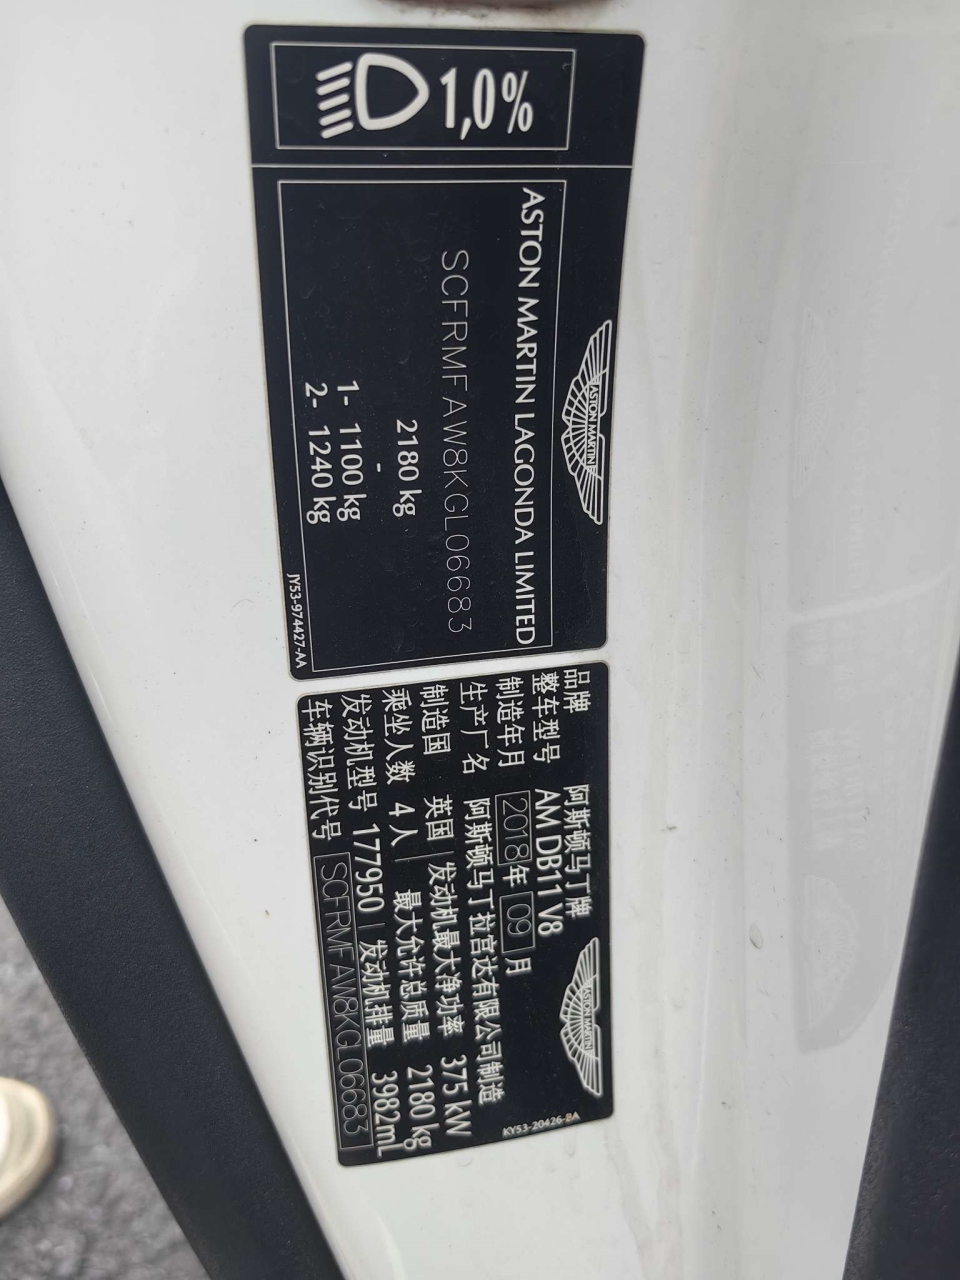 1,0%
ASTON MARTIN
ASTON MARTIN LAGONDA LIMITED
SCFRMFAW8KGL06683
2180 kg
-
1- 1100 kg
2- 1240 kg
JY53-974427-AA
ASTON MARTIN
品牌 阿斯顿马丁牌
整车型号 AM DB11 V8
制造年月 2018年 09月
生产厂名 阿斯顿马丁拉宫达有限公司制造
制造国 英国 发动机最大净功率 375 kW
乘坐人数 4 人 最大允许总质量 2180 kg
发动机型号 177950 发动机排量 3982mL
车辆识别代号 SCFRMFAW8KGL06683
KY53-20426-BA